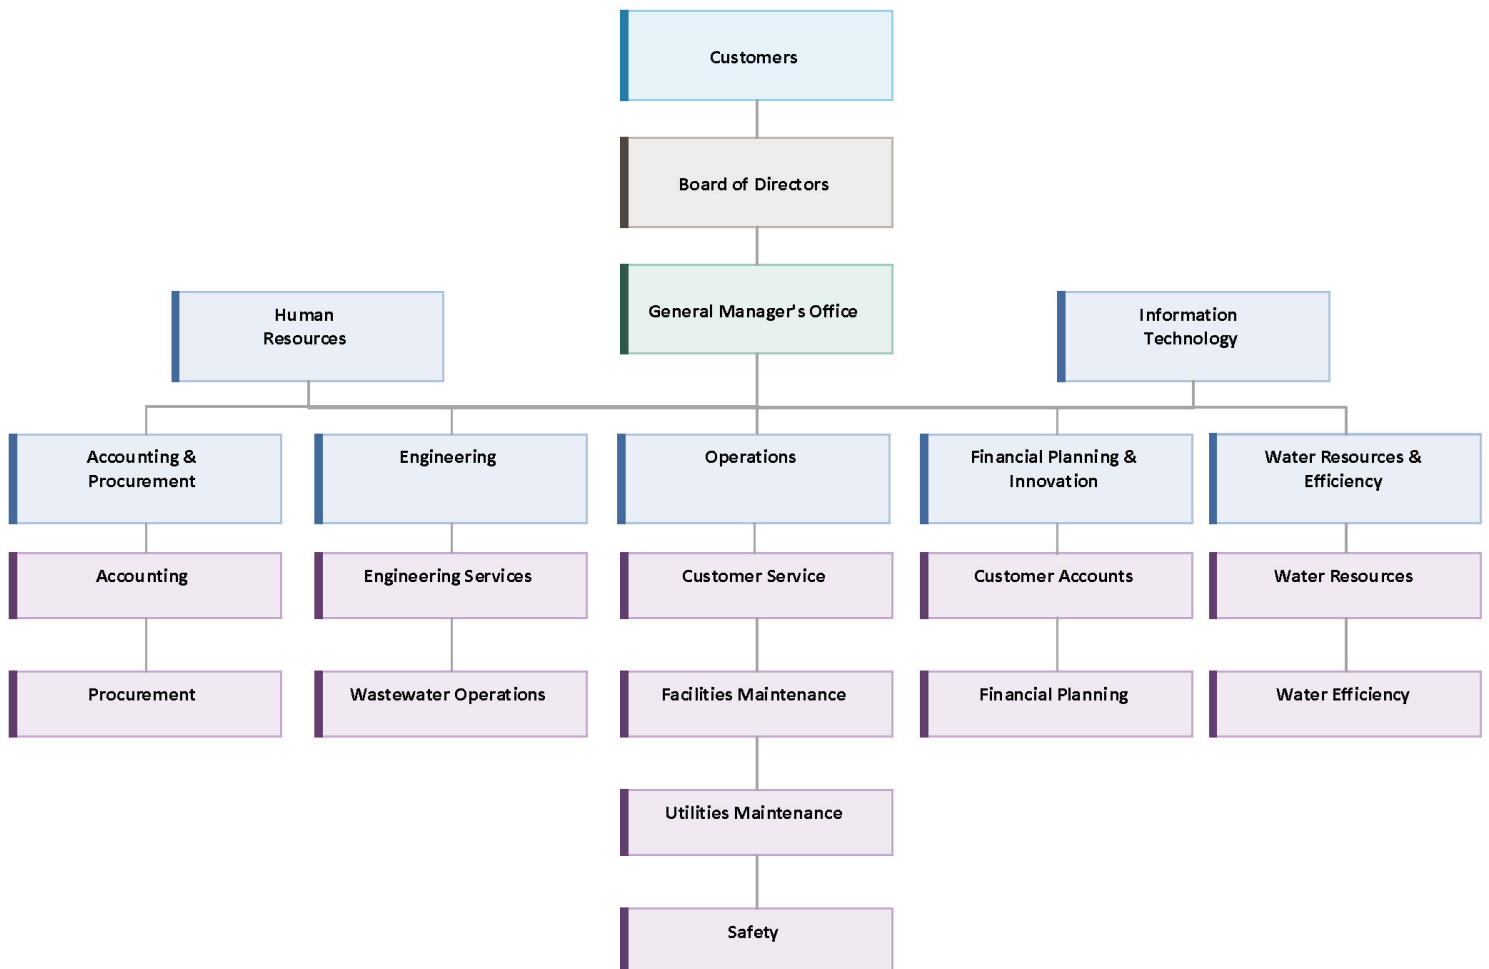 Customers
Board of Directors
General Manager's Office
Human
Resources
Information
Technology
Accounting &
Procurement
Engineering
Operations
Financial Planning &
Innovation
Water Resources &
Efficiency
Accounting
Engineering Services
Customer Service
Customer Accounts
Water Resources
Procurement
Wastewater Operations
Facilities Maintenance
Financial Planning
Water Efficiency
Utilities Maintenance
Safety